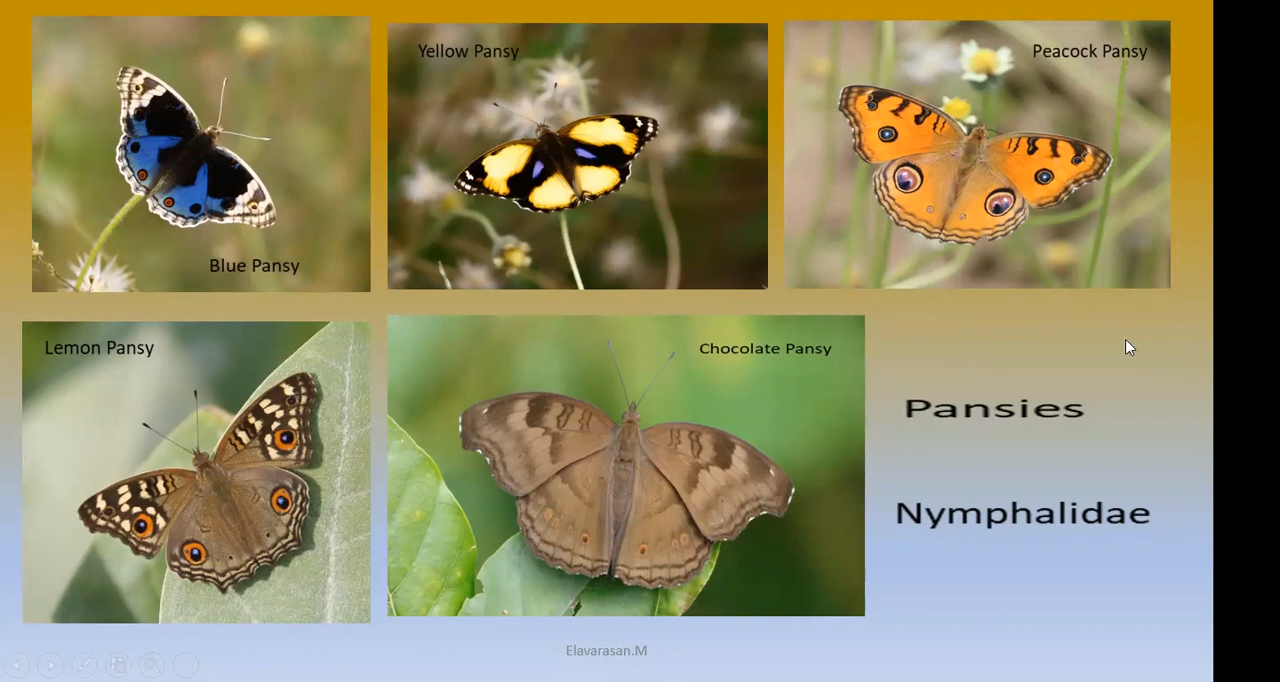 Blue Pansy
Yellow Pansy
Peacock Pansy
Lemon Pansy
Chocolate Pansy
Pansies
Nymphalidae
Elavarasan.M